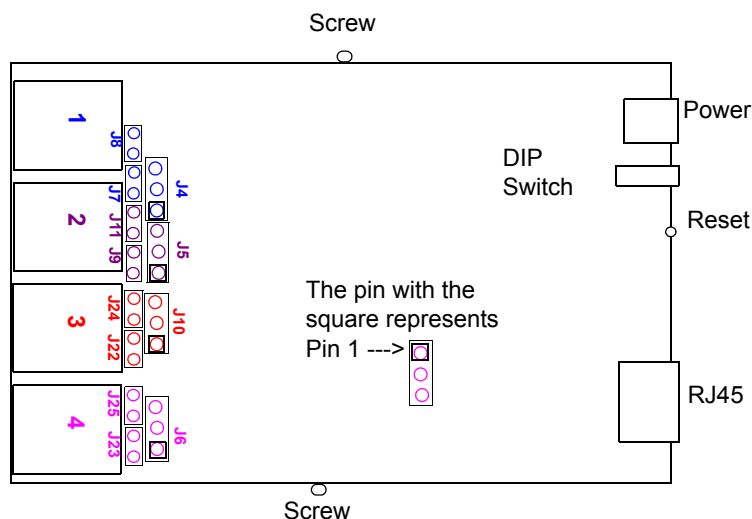 Screw
1
J8
J7
J4
2
J11
J9
J5
3
J24
J22
J10
4
J25
J23
J6
The pin with the
square represents
Pin 1 --->
Power
DIP
Switch
Reset
RJ45
Screw